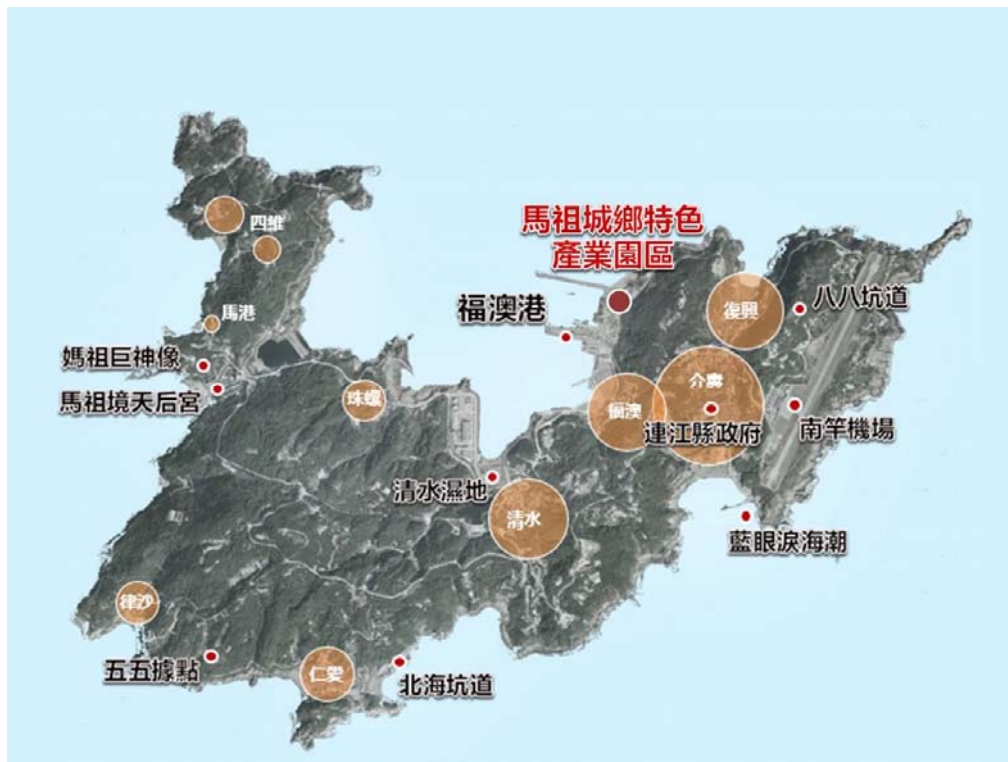 四維
馬祖城鄉特色
產業園區
馬港
福澳港
復興
八八坑道
媽祖巨神像
馬祖境天后宮
珠螺
介壽
連江縣政府
南竿機場
清水濕地
清水
藍眼淚海潮
津沙
五五據點
仁愛
北海坑道